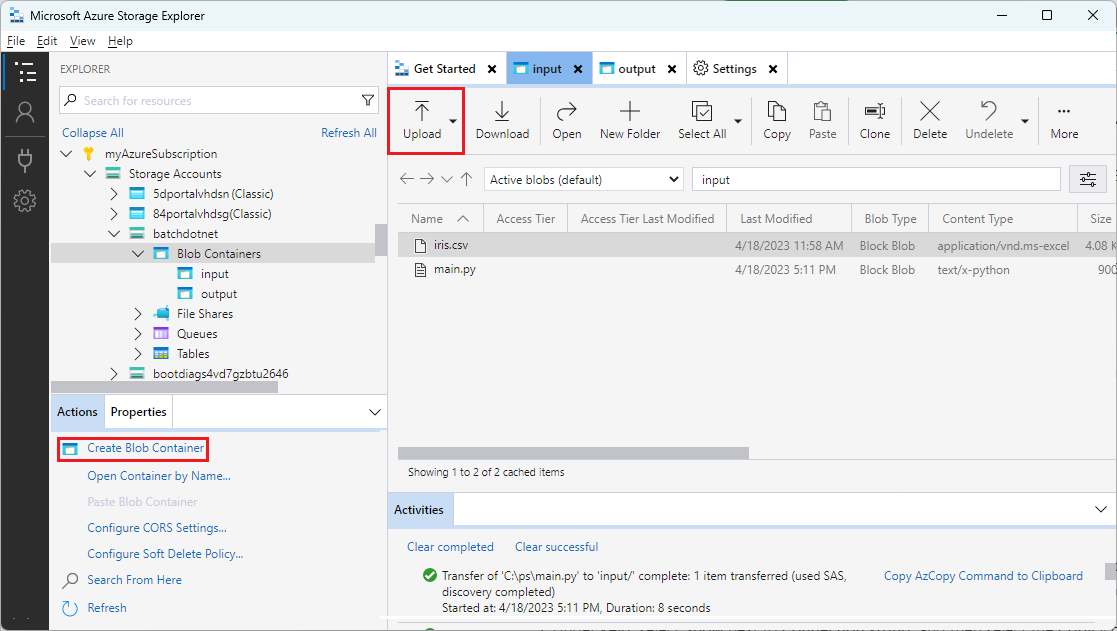 Microsoft Azure Storage Explorer
File Edit View Help
EXPLORER
Search for resources
Collapse All Refresh All
myAzureSubscription
Storage Accounts
5dportalvhdsn (Classic)
84portalvhdsg(Classic)
batchdotnet
Blob Containers
input
output
File Shares
Queues
Tables
bootdiags4vd7gzbtu2646
Actions Properties
Create Blob Container
Open Container by Name...
Paste Blob Container
Configure CORS Settings...
Configure Soft Delete Policy...
Search From Here
Refresh
Get Started input output Settings
Upload Download Open New Folder Select All Copy Paste Clone Delete Undelete More
Active blobs (default) input
Name Access Tier Access Tier Last Modified Last Modified Blob Type Content Type Size
iris.csv 4/18/2023 11:58 AM Block Blob application/vnd.ms-excel 4.08 K
main.py 4/18/2023 5:11 PM Block Blob text/x-python 900
Showing 1 to 2 of 2 cached items
Activities
Clear completed Clear successful
Transfer of 'C:\ps\main.py' to 'input/' complete: 1 item transferred (used SAS, Copy AzCopy Command to Clipboard
discovery completed)
Started at: 4/18/2023 5:11 PM, Duration: 8 seconds